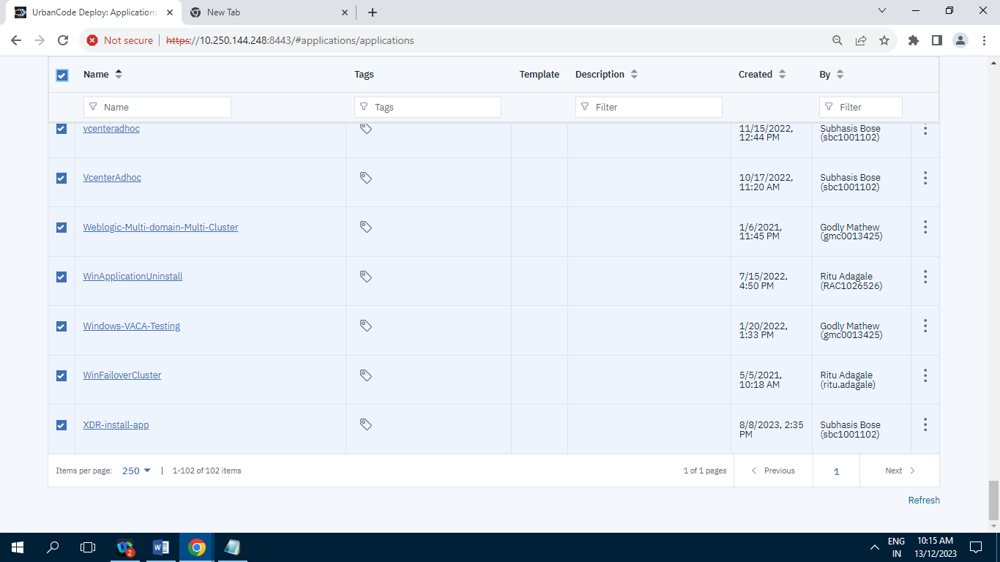 UrbanCode Deploy: Applications
New Tab
Not secure https://10.250.144.248:8443/#applications/applications
Name Tags Template Description Created By
Name Tags Filter Filter
vcenteradhoc 11/15/2022, Subhasis Bose
12:44 PM (sbc1001102)
VcenterAdhoc 10/17/2022, Subhasis Bose
11:20 AM (sbc1001102)
Weblogic-Multi-domain-Multi-Cluster 1/6/2021, Godly Mathew
11:45 PM (gmc0013425)
WinApplicationUninstall 7/15/2022, Ritu Adagale
4:50 PM (RAC1026526)
Windows-VACA-Testing 1/20/2022, Godly Mathew
1:33 PM (gmc0013425)
WinFailoverCluster 5/5/2021, Ritu Adagale
10:18 AM (ritu.adagale)
XDR-install-app 8/8/2023, 2:35 Subhasis Bose
PM (sbc1001102)
Items per page: 250 | 1-102 of 102 items 1 of 1 pages Previous 1 Next
Refresh
2
ENG 10:15 AM
IN 13/12/2023